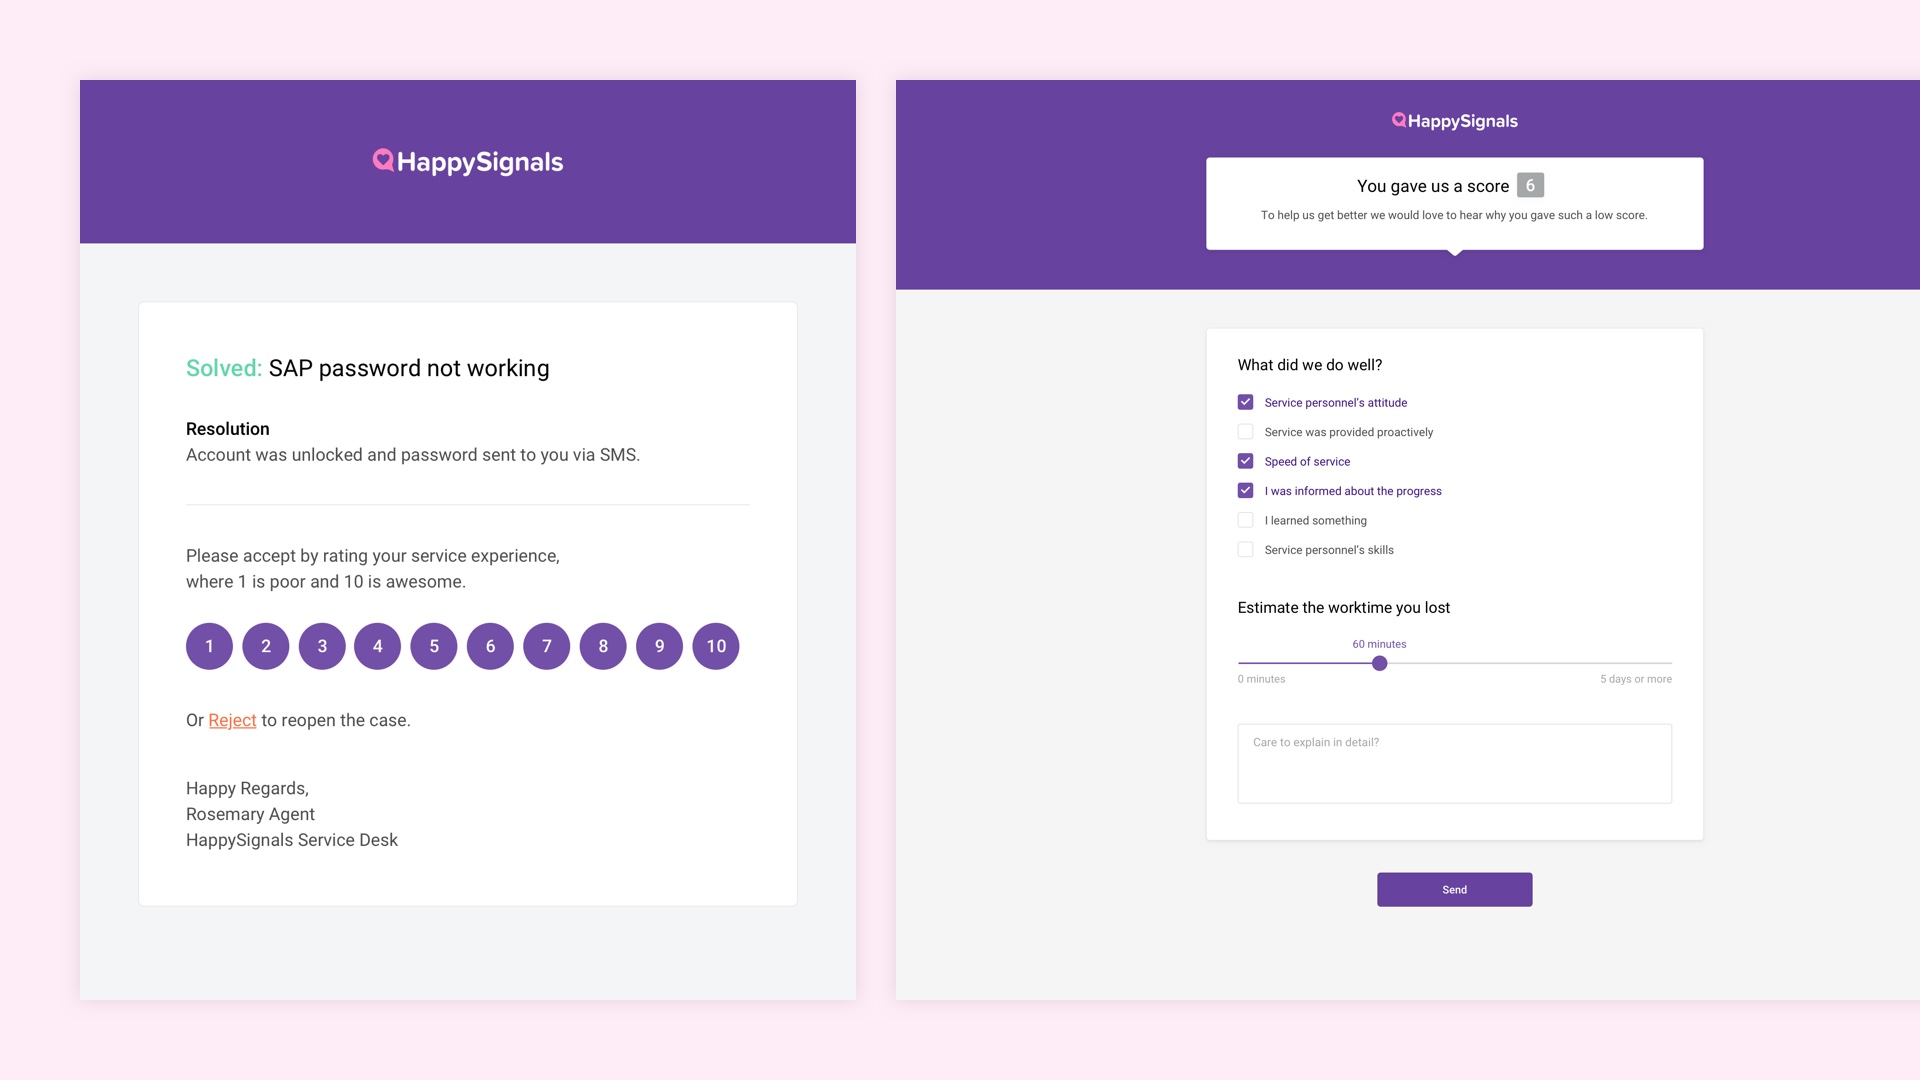 HappySignals
Solved: SAP password not working
Resolution
Account was unlocked and password sent to you via SMS.
Please accept by rating your service experience,
where 1 is poor and 10 is awesome.
1 2 3 4 5 6 7 8 9 10
Or Reject to reopen the case.
Happy Regards,
Rosemary Agent
HappySignals Service Desk
HappySignals
You gave us a score 6
To help us get better we would love to hear why you gave such a low score.
What did we do well?
Service personnel's attitude
Service was provided proactively
Speed of service
I was informed about the progress
I learned something
Service personnel's skills
Estimate the worktime you lost
60 minutes
0 minutes 5 days or more
Care to explain in detail?
Send